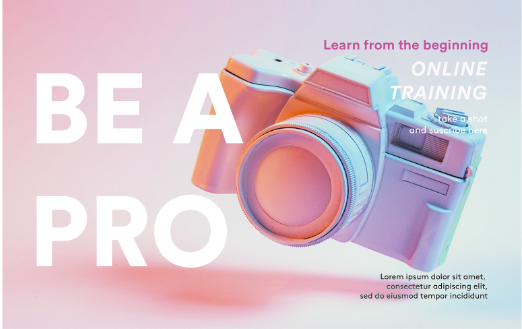 BE A
PRO
Learn from the beginning
ONLINE
TRAINING
take a shot
and suscribe here
Lorem ipsum dolor sit amet,
consectetur adipiscing elit,
sed do eiusmod tempor incididunt